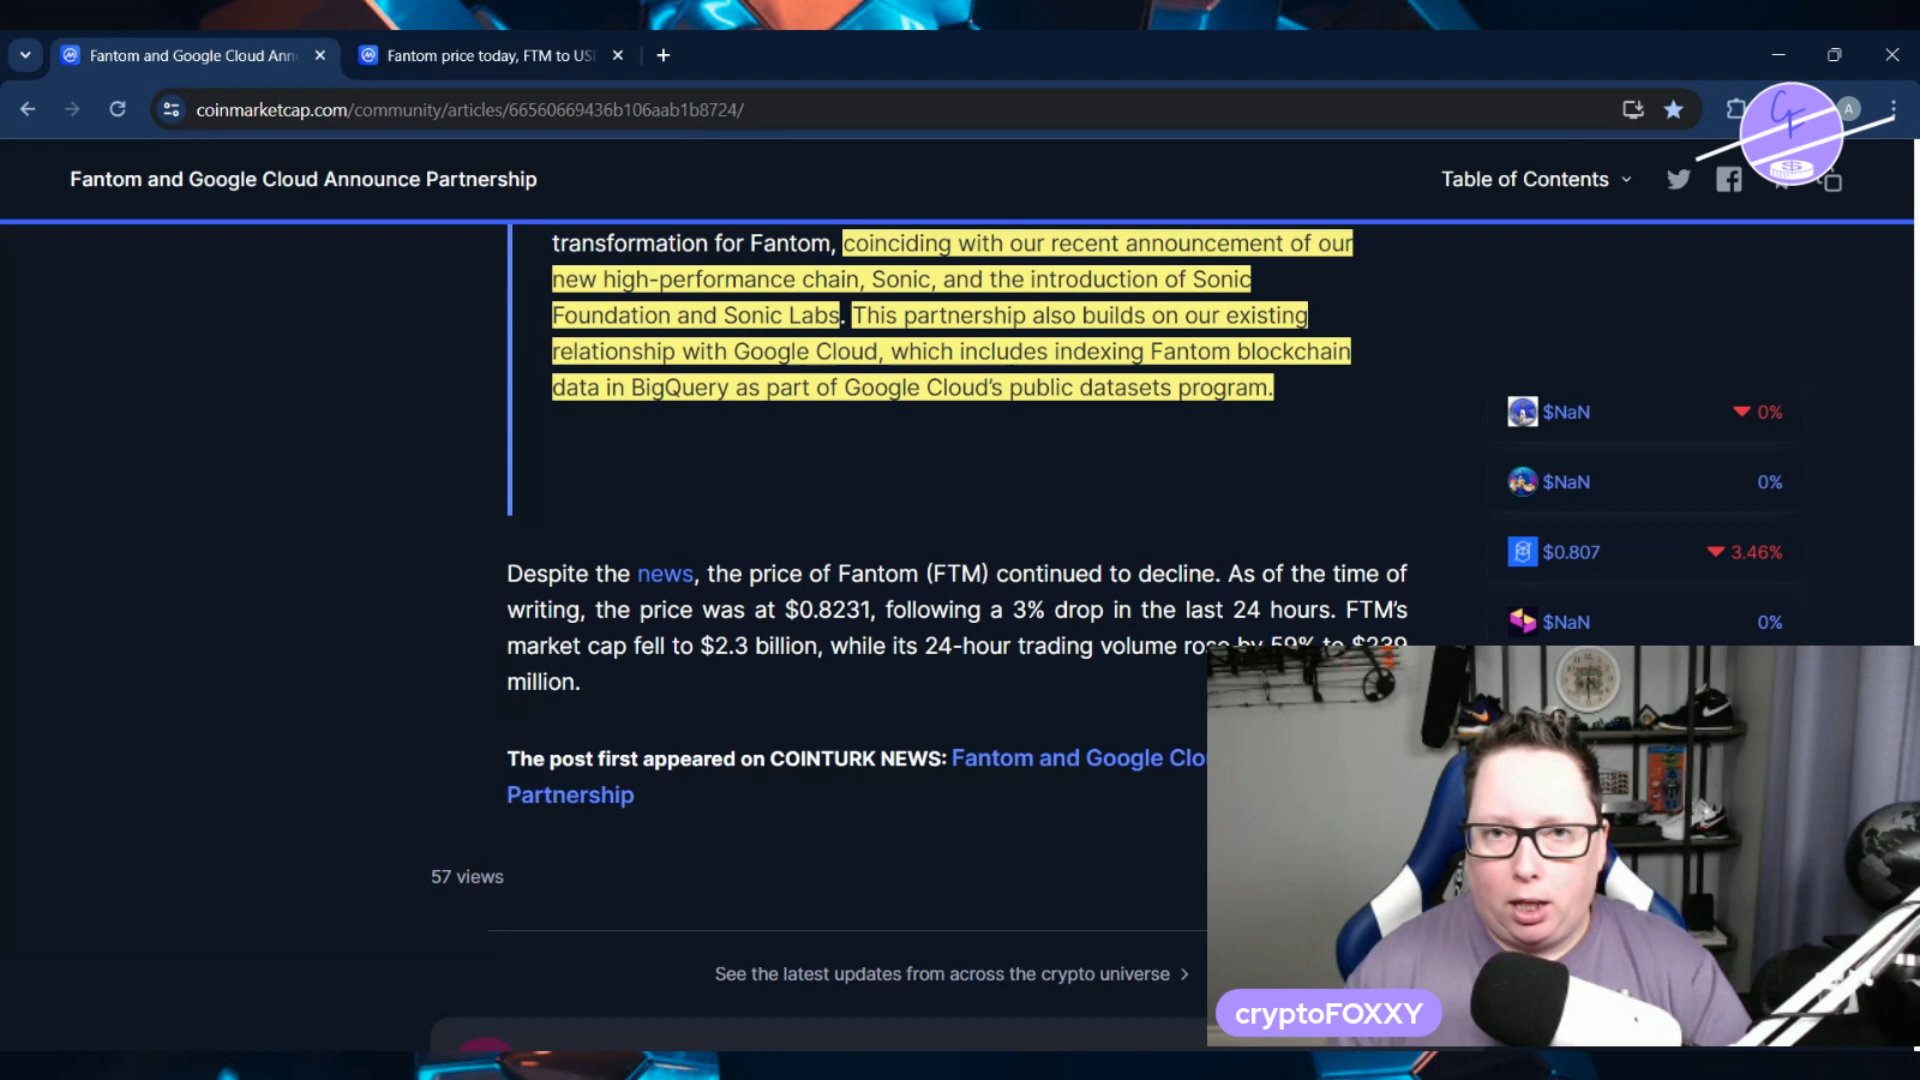 Fantom and Google Cloud Ann
Fantom price today, FTM to US
coinmarketcap.com/community/articles/66560669436b106aab1b8724/
A
Fantom and Google Cloud Announce Partnership
Table of Contents
transformation for Fantom, coinciding with our recent announcement of our
new high-performance chain, Sonic, and the introduction of Sonic
Foundation and Sonic Labs. This partnership also builds on our existing
relationship with Google Cloud, which includes indexing Fantom blockchain
data in BigQuery as part of Google Cloud's public datasets program.
$NaN 0%
$NaN 0%
$0.807 3.46%
$NaN 0%
Despite the news, the price of Fantom (FTM) continued to decline. As of the time of
writing, the price was at $0.8231, following a 3% drop in the last 24 hours. FTM's
market cap fell to $2.3 billion, while its 24-hour trading volume rose by 59% to $239
million.
The post first appeared on COINTURK NEWS: Fantom and Google Clo
Partnership
57 views
See the latest updates from across the crypto universe
cryptoFOXXY